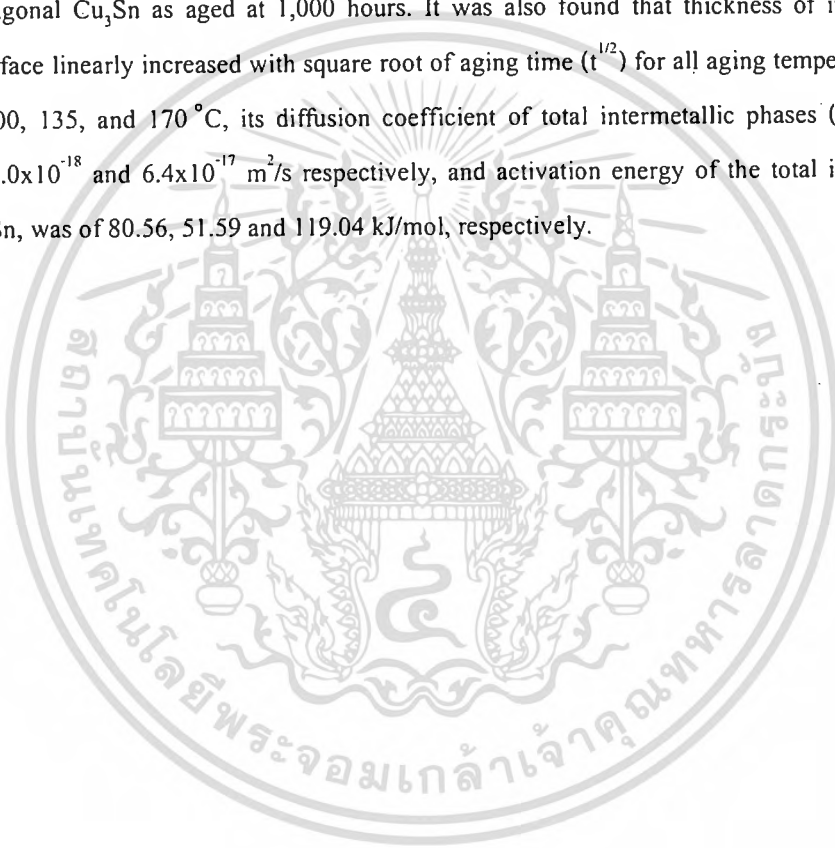 agonal Cu₃Sn as aged at 1,000 hours. It was also found that thickness of i
face linearly increased with square root of aging time (t^1/2) for all aging tempe
00, 135, and 170 °C, its diffusion coefficient of total intermetallic phases (
.0x10^-18 and 6.4x10^-17 m²/s respectively, and activation energy of the total i
Sn, was of 80.56, 51.59 and 119.04 kJ/mol, respectively.
สถาบันเทคโนโลยีพระจอมเกล้าเจ้าคุณทหารลาดกระบัง